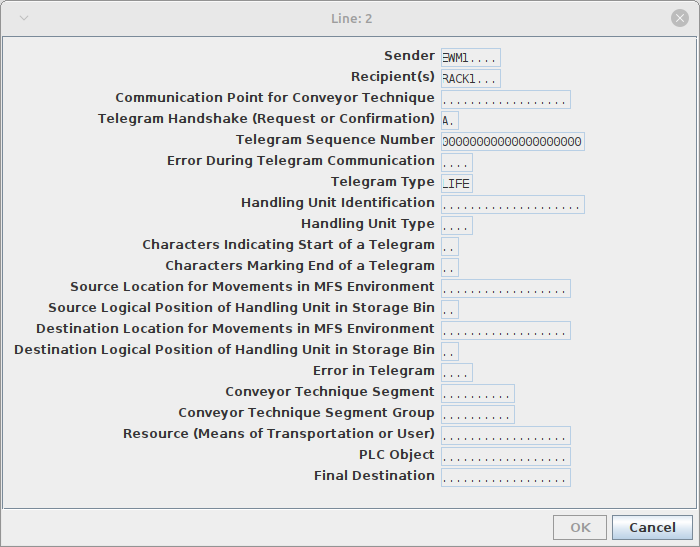 Line: 2
Sender EWM1....
Recipient(s) RACK1...
Communication Point for Conveyor Technique ..................
Telegram Handshake (Request or Confirmation) A.
Telegram Sequence Number 00000000000000000000
Error During Telegram Communication ....
Telegram Type LIFE
Handling Unit Identification ....................
Handling Unit Type ....
Characters Indicating Start of a Telegram ..
Characters Marking End of a Telegram ..
Source Location for Movements in MFS Environment ..................
Source Logical Position of Handling Unit in Storage Bin ..
Destination Location for Movements in MFS Environment ..................
Destination Logical Position of Handling Unit in Storage Bin ..
Error in Telegram ....
Conveyor Technique Segment ..........
Conveyor Technique Segment Group ..........
Resource (Means of Transportation or User) ..................
PLC Object ..................
Final Destination ..................
OK Cancel